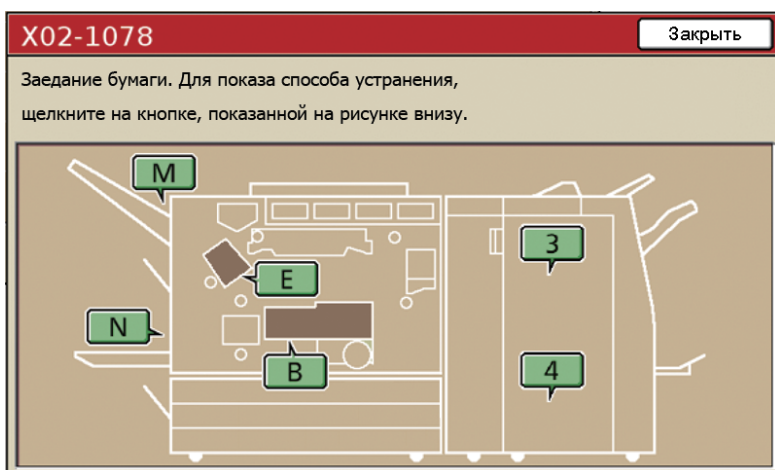 X02-1078
Закрыть
Заедание бумаги. Для показа способа устранения,
щелкните на кнопке, показанной на рисунке внизу.
M
3
E
N
B
4